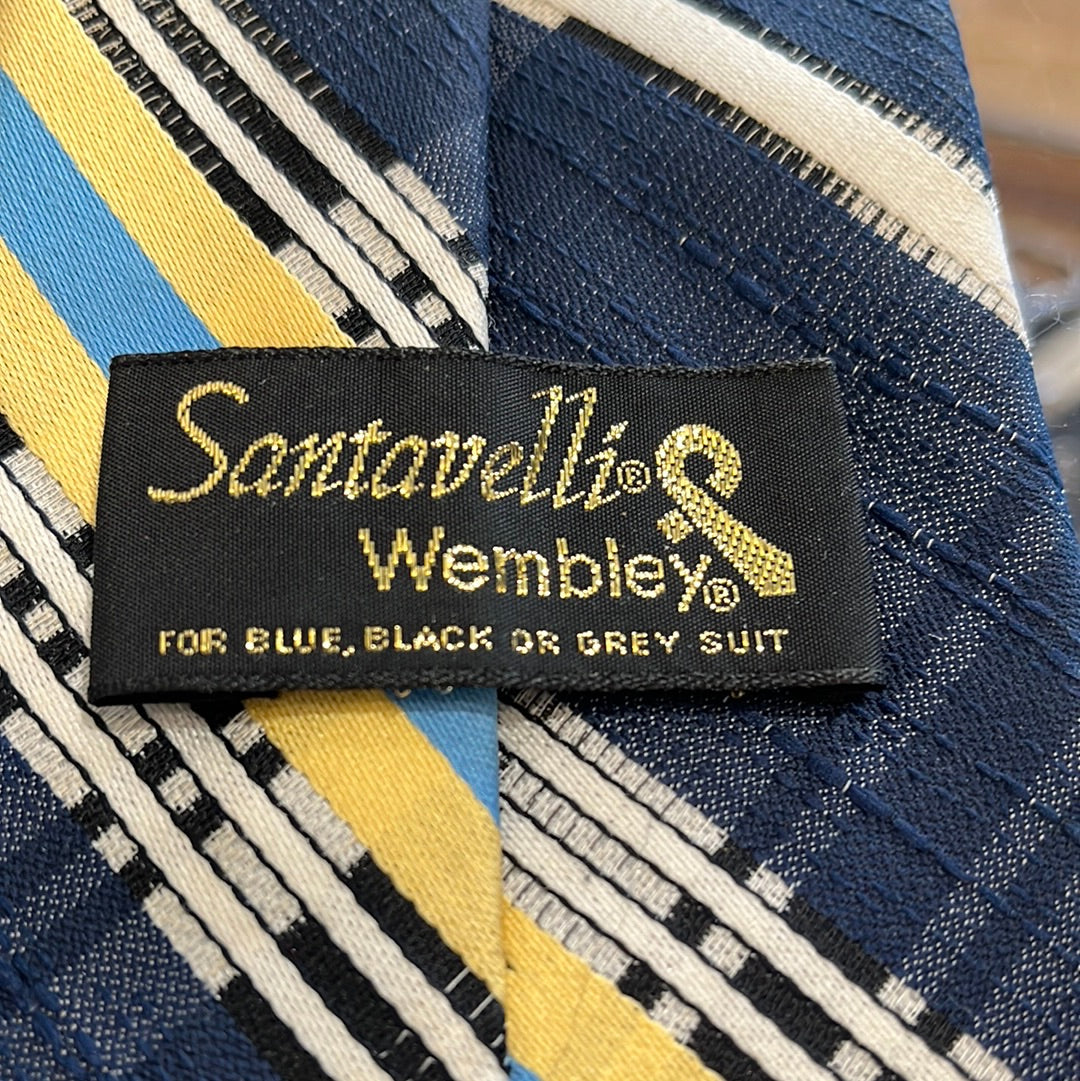 Santavelli®
Wembley®
FOR BLUE, BLACK OR GREY SUIT